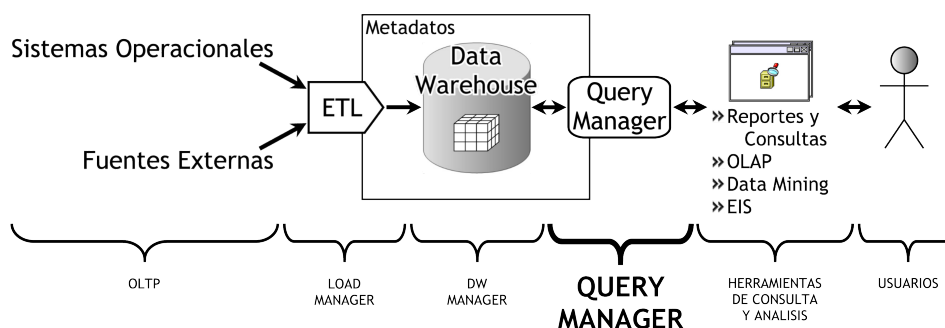 Sistemas Operacionales
Fuentes Externas
ETL
Metadatos
Data
Warehouse
Query
Manager
» Reportes y
Consultas
» OLAP
» Data Mining
» EIS
OLTP
LOAD
MANAGER
DW
MANAGER
QUERY
MANAGER
HERRAMIENTAS
DE CONSULTA
Y ANALISIS
USUARIOS